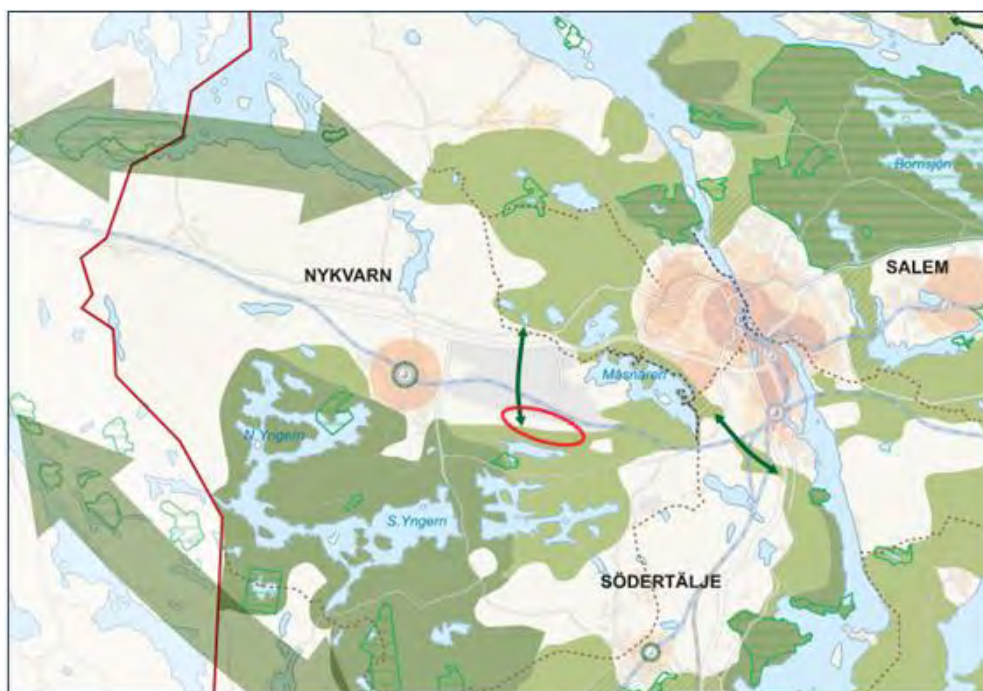 Bornsjön
NYKVARN
SALEM
Måsnaren
N.Yngern
S.Yngern
SÖDERTÄLJE